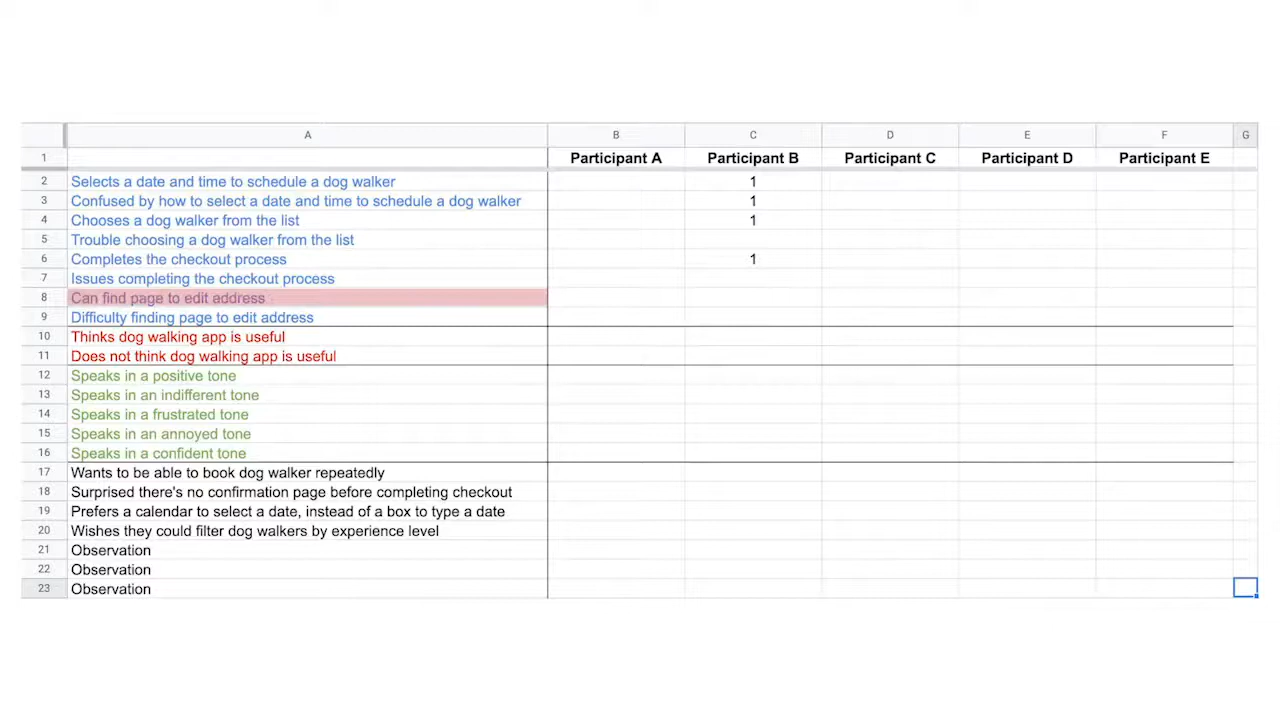 A B C D E F G
1 Participant A Participant B Participant C Participant D Participant E
2 Selects a date and time to schedule a dog walker 1
3 Confused by how to select a date and time to schedule a dog walker 1
4 Chooses a dog walker from the list 1
5 Trouble choosing a dog walker from the list
6 Completes the checkout process 1
7 Issues completing the checkout process
8 Can find page to edit address
9 Difficulty finding page to edit address
10 Thinks dog walking app is useful
11 Does not think dog walking app is useful
12 Speaks in a positive tone
13 Speaks in an indifferent tone
14 Speaks in a frustrated tone
15 Speaks in an annoyed tone
16 Speaks in a confident tone
17 Wants to be able to book dog walker repeatedly
18 Surprised there's no confirmation page before completing checkout
19 Prefers a calendar to select a date, instead of a box to type a date
20 Wishes they could filter dog walkers by experience level
21 Observation
22 Observation
23 Observation